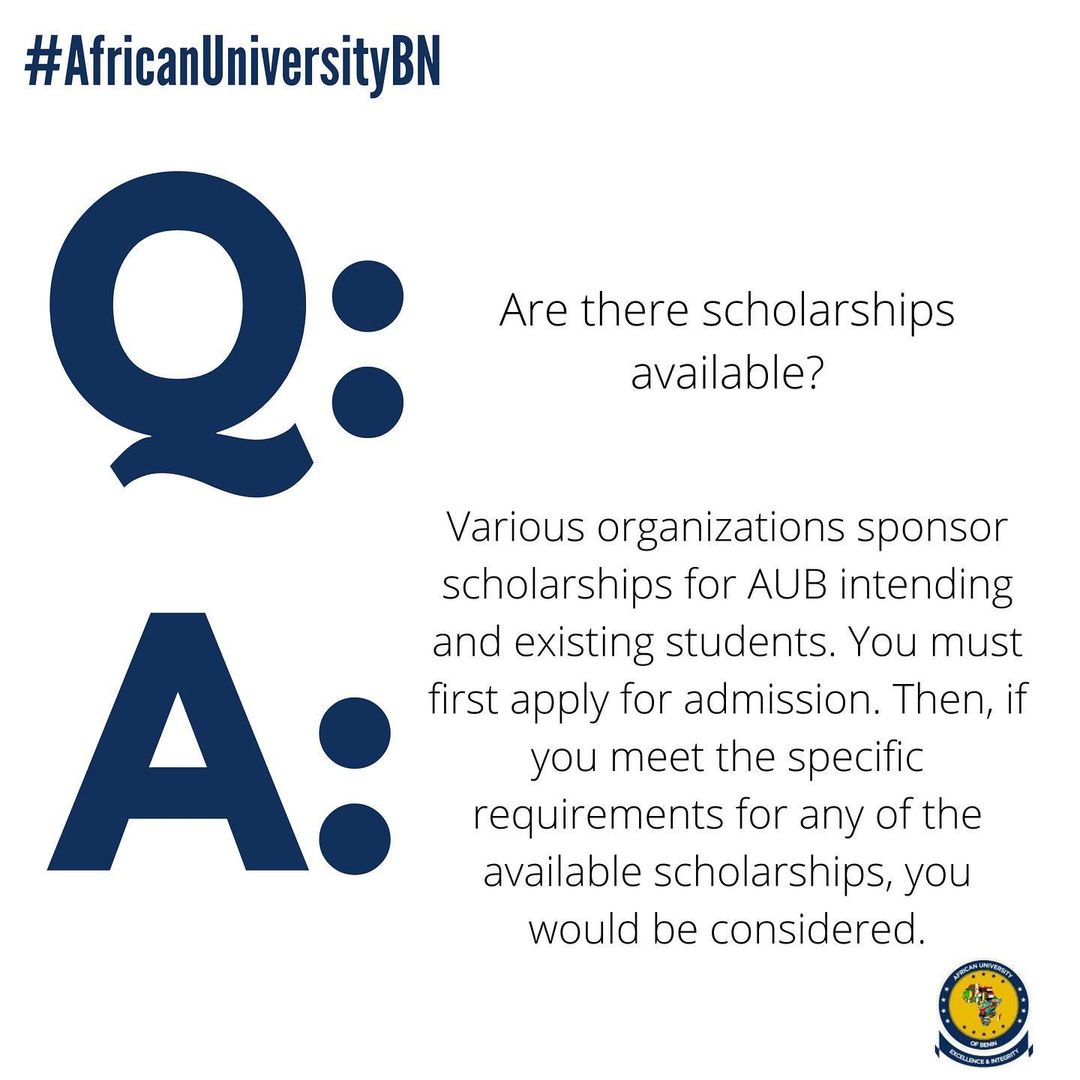 #AfricanUniversityBN
Q:
Are there scholarships
available?
A:
Various organizations sponsor
scholarships for AUB intending
and existing students. You must
first apply for admission. Then, if
you meet the specific
requirements for any of the
available scholarships, you
would be considered.
AFRICAN UNIVERSITY
OF BENIN
EXCELLENCE & INTEGRITY